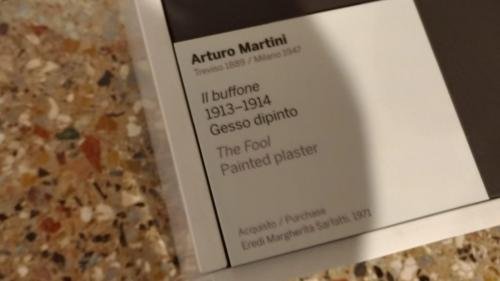 Arturo Martini
Treviso 1889 / Milano 1947
Il buffone
1913–1914
Gesso dipinto
The Fool
Painted plaster
Acquisto / Purchase
Eredi Margherita Sarfatti, 1971